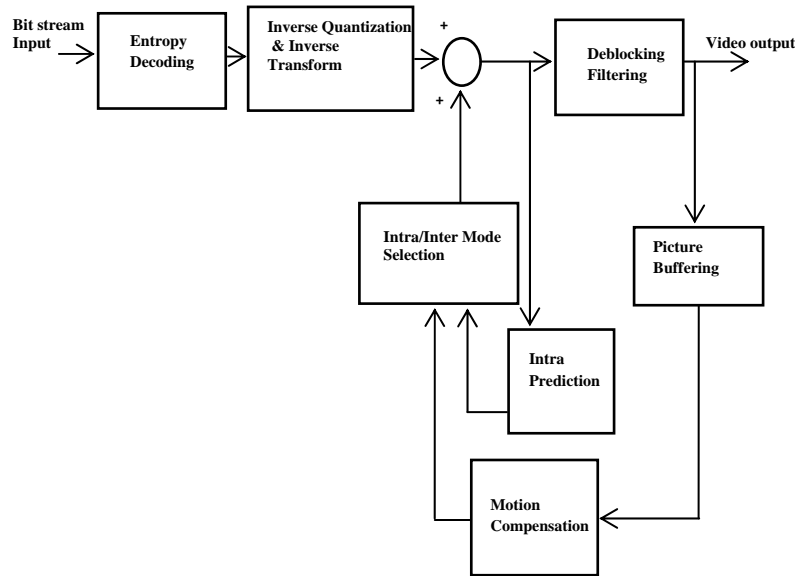 Bit stream
Input
Entropy
Decoding
Inverse Quantization
& Inverse
Transform
+
+
Deblocking
Filtering
Video output
Intra/Inter Mode
Selection
Picture
Buffering
Intra
Prediction
Motion
Compensation